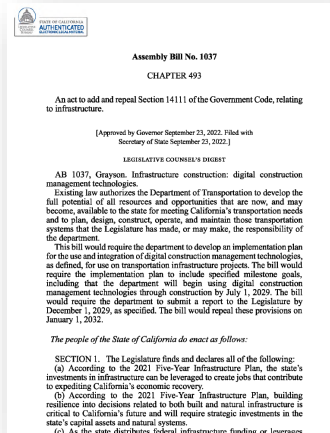 STATE OF CALIFORNIA
AUTHENTICATED
ELECTRONIC LEGAL MATERIAL
Assembly Bill No. 1037
CHAPTER 493
An act to add and repeal Section 14111 of the Government Code, relating
to infrastructure.
[Approved by Governor September 23, 2022. Filed with
Secretary of State September 23, 2022.]
LEGISLATIVE COUNSEL'S DIGEST
AB 1037, Grayson. Infrastructure construction: digital construction
management technologies.
Existing law authorizes the Department of Transportation to develop the
full potential of all resources and opportunities that are now, and may
become, available to the state for meeting California's transportation needs
and to plan, design, construct, operate, and maintain those transportation
systems that the Legislature has made, or may make, the responsibility of
the department.
This bill would require the department to develop an implementation plan
for the use and integration of digital construction management technologies,
as defined, for use on transportation infrastructure projects. The bill would
require the implementation plan to include specified milestone goals,
including that the department will begin using digital construction
management technologies through construction by July 1, 2029. The bill
would require the department to submit a report to the Legislature by
December 1, 2029, as specified. The bill would repeal these provisions on
January 1, 2032.
The people of the State of California do enact as follows:
SECTION 1. The Legislature finds and declares all of the following:
(a) According to the 2021 Five-Year Infrastructure Plan, the state's
investments in infrastructure can be leveraged to create jobs that contribute
to expediting California's economic recovery.
(b) According to the 2021 Five-Year Infrastructure Plan, building
resilience into decisions related to both built and natural infrastructure is
critical to California's future and will require strategic investments in the
state's capital assets and natural systems.
(c) As the state distributes federal infrastructure funding or leverages